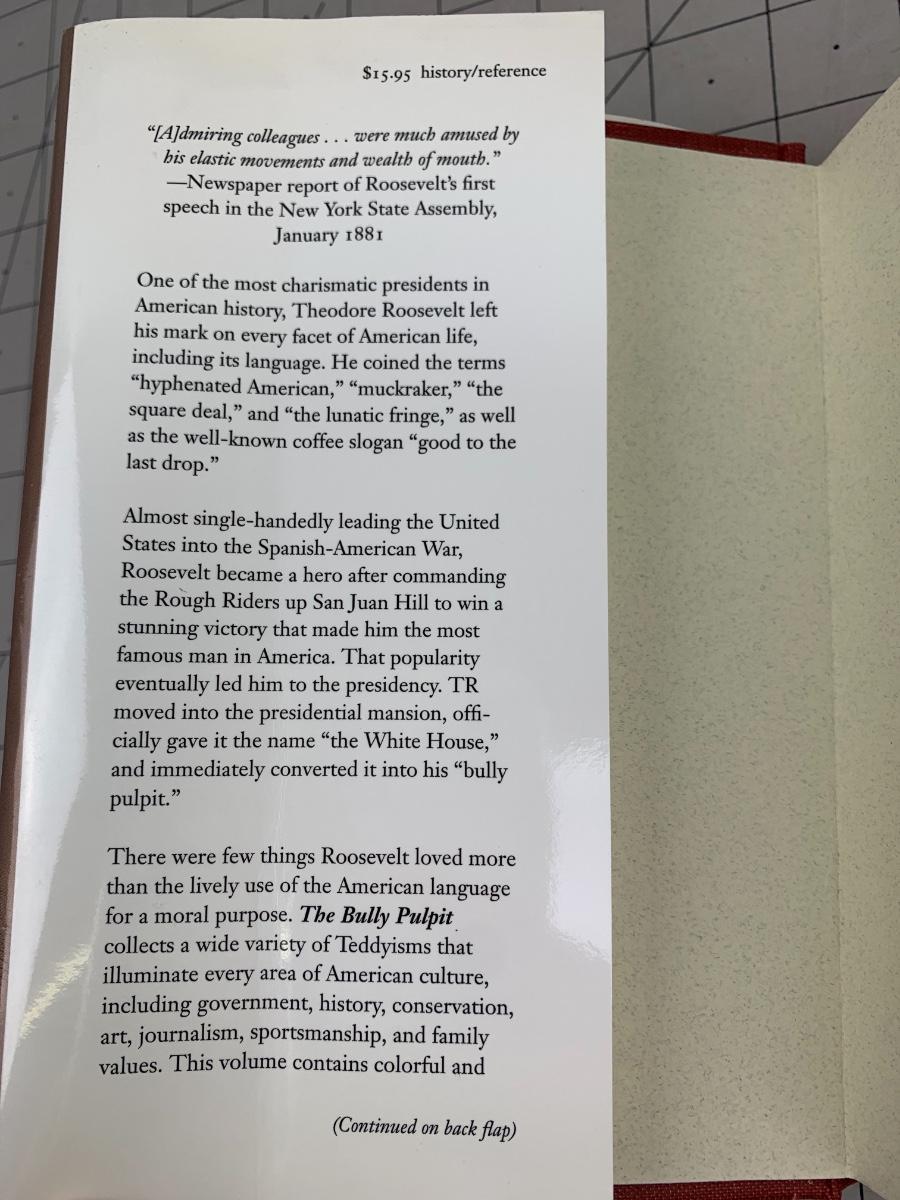 $15.95 history/reference
“[A]dmiring colleagues . . . were much amused by
his elastic movements and wealth of mouth.”
—Newspaper report of Roosevelt’s first
speech in the New York State Assembly,
January 1881
One of the most charismatic presidents in
American history, Theodore Roosevelt left
his mark on every facet of American life,
including its language. He coined the terms
“hyphenated American,” “muckraker,” “the
square deal,” and “the lunatic fringe,” as well
as the well-known coffee slogan “good to the
last drop.”
Almost single-handedly leading the United
States into the Spanish-American War,
Roosevelt became a hero after commanding
the Rough Riders up San Juan Hill to win a
stunning victory that made him the most
famous man in America. That popularity
eventually led him to the presidency. TR
moved into the presidential mansion, offi-
cially gave it the name “the White House,”
and immediately converted it into his “bully
pulpit.”
There were few things Roosevelt loved more
than the lively use of the American language
for a moral purpose. The Bully Pulpit
collects a wide variety of Teddyisms that
illuminate every area of American culture,
including government, history, conservation,
art, journalism, sportsmanship, and family
values. This volume contains colorful and
(Continued on back flap)